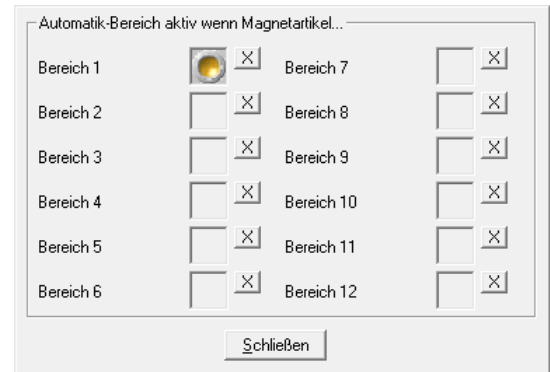 Automatik-Bereich aktiv wenn Magnetartikel...
Bereich 1 X Bereich 7 X
Bereich 2 X Bereich 8 X
Bereich 3 X Bereich 9 X
Bereich 4 X Bereich 10 X
Bereich 5 X Bereich 11 X
Bereich 6 X Bereich 12 X
Schließen